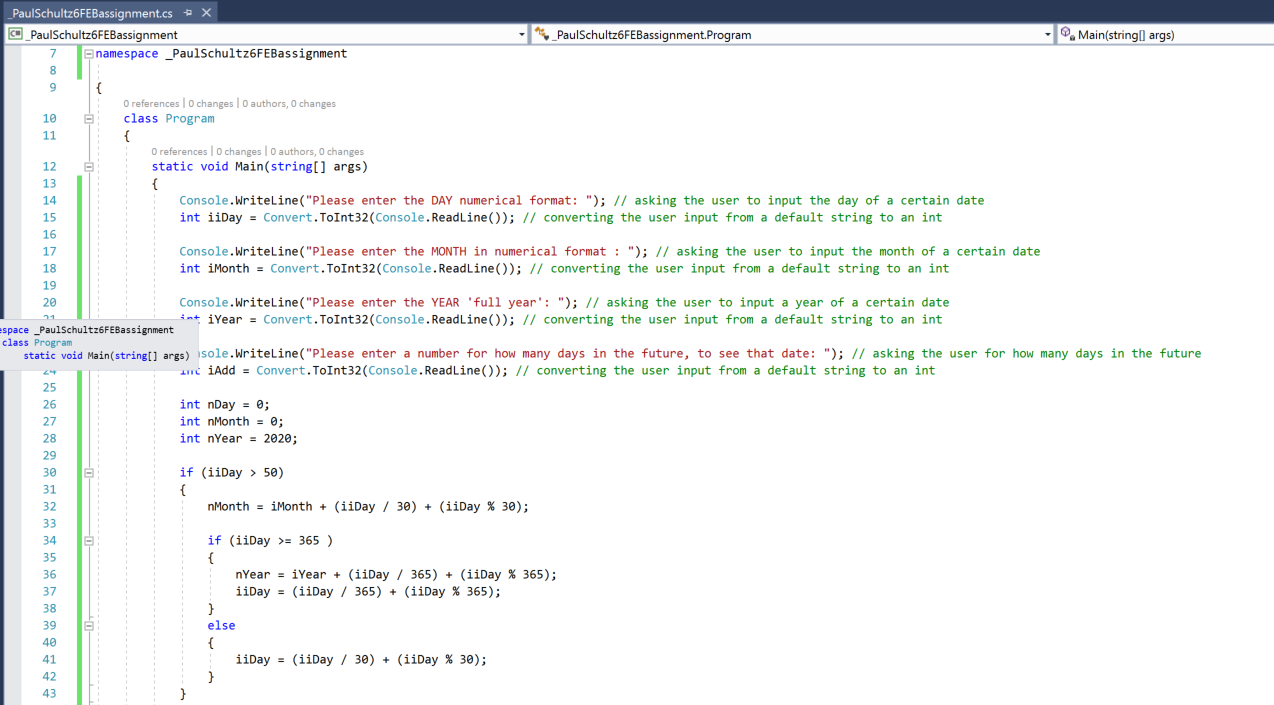 _PaulSchultz6FEBassignment.cs
_PaulSchultz6FEBassignment _PaulSchultz6FEBassignment.Program Main(string[] args)
7 namespace _PaulSchultz6FEBassignment
8
9 {
0 references | 0 changes | 0 authors, 0 changes
10 class Program
11 {
0 references | 0 changes | 0 authors, 0 changes
12 static void Main(string[] args)
13 {
14 Console.WriteLine("Please enter the DAY numerical format: "); // asking the user to input the day of a certain date
15 int iiDay = Convert.ToInt32(Console.ReadLine()); // converting the user input from a default string to an int
16
17 Console.WriteLine("Please enter the MONTH in numerical format : "); // asking the user to input the month of a certain date
18 int iMonth = Convert.ToInt32(Console.ReadLine()); // converting the user input from a default string to an int
19
20 Console.WriteLine("Please enter the YEAR 'full year': "); // asking the user to input a year of a certain date
21 int iYear = Convert.ToInt32(Console.ReadLine()); // converting the user input from a default string to an int
espace _PaulSchultz6FEBassignment
class Program
static void Main(string[] args)
sole.WriteLine("Please enter a number for how many days in the future, to see that date: "); // asking the user for how many days in the future
24 int iAdd = Convert.ToInt32(Console.ReadLine()); // converting the user input from a default string to an int
25
26 int nDay = 0;
27 int nMonth = 0;
28 int nYear = 2020;
29
30 if (iiDay > 50)
31 {
32 nMonth = iMonth + (iiDay / 30) + (iiDay % 30);
33
34 if (iiDay >= 365 )
35 {
36 nYear = iYear + (iiDay / 365) + (iiDay % 365);
37 iiDay = (iiDay / 365) + (iiDay % 365);
38 }
39 else
40 {
41 iiDay = (iiDay / 30) + (iiDay % 30);
42 }
43 }